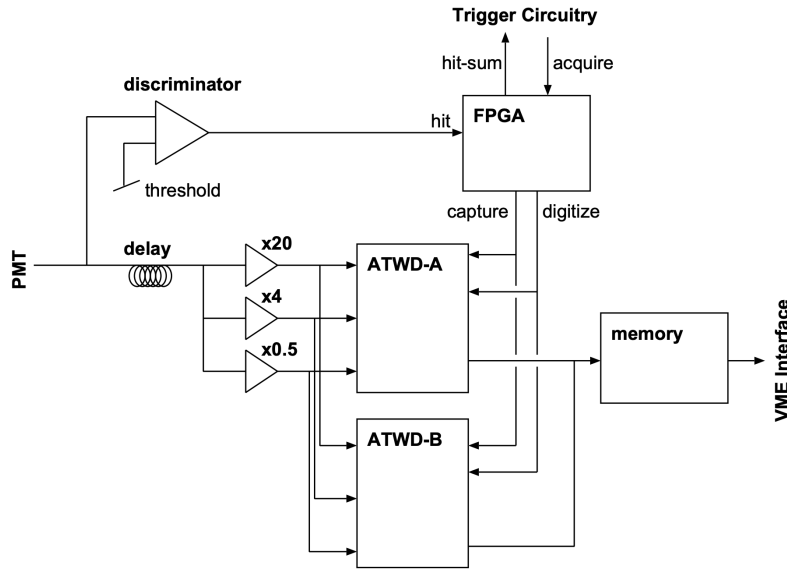 Trigger Circuitry
hit-sum
acquire
discriminator
hit
FPGA
threshold
capture
digitize
PMT
delay
x20
ATWD-A
x4
x0.5
memory
VME Interface
ATWD-B